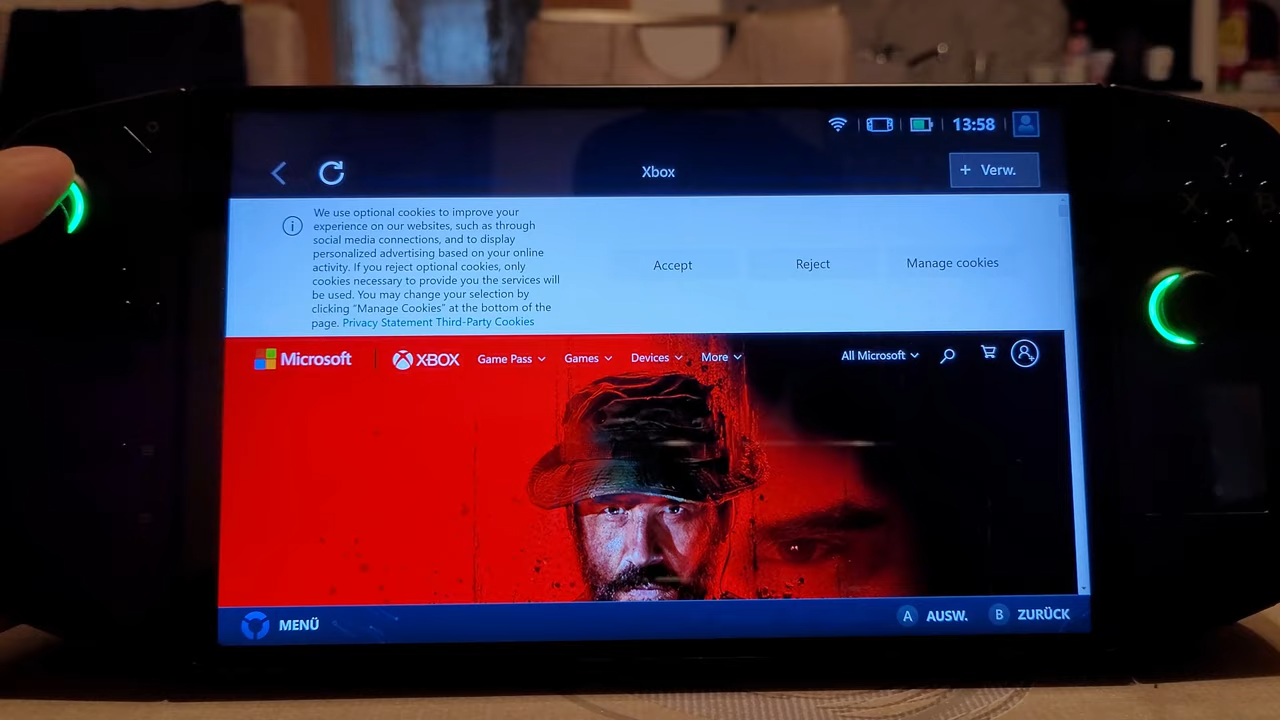 13:58
Xbox
+ Verw.
We use optional cookies to improve your
experience on our websites, such as through
social media connections, and to display
personalized advertising based on your online
activity. If you reject optional cookies, only
cookies necessary to provide you the services will
be used. You may change your selection by
clicking “Manage Cookies” at the bottom of the
page. Privacy Statement Third-Party Cookies
Accept
Reject
Manage cookies
Microsoft
XBOX
Game Pass
Games
Devices
More
All Microsoft
MENÜ
A AUSW.
B ZURÜCK
Y
X
B
A